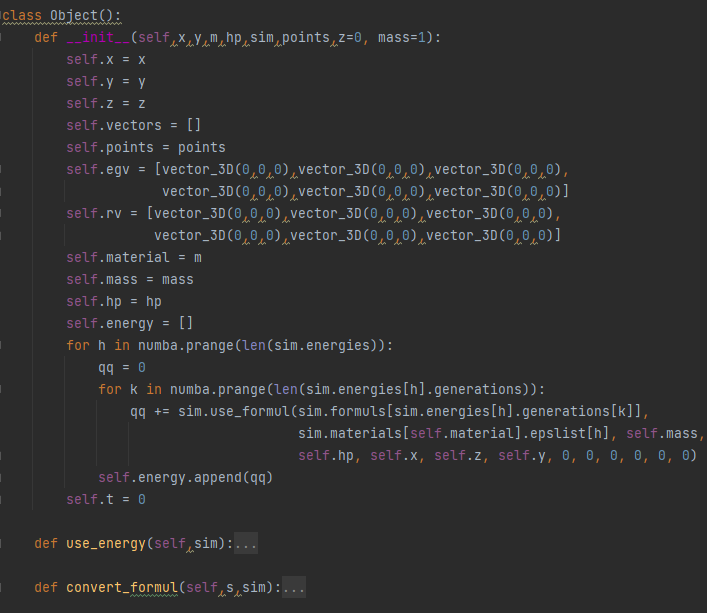 class Object():
    def __init__(self,x,y,m,hp,sim,points,z=0, mass=1):
        self.x = x
        self.y = y
        self.z = z
        self.vectors = []
        self.points = points
        self.egv = [vector_3D(0,0,0),vector_3D(0,0,0),vector_3D(0,0,0),
                    vector_3D(0,0,0),vector_3D(0,0,0),vector_3D(0,0,0)]
        self.rv = [vector_3D(0,0,0),vector_3D(0,0,0),vector_3D(0,0,0),
                   vector_3D(0,0,0),vector_3D(0,0,0),vector_3D(0,0,0)]
        self.material = m
        self.mass = mass
        self.hp = hp
        self.energy = []
        for h in numba.prange(len(sim.energies)):
            qq = 0
            for k in numba.prange(len(sim.energies[h].generations)):
                qq += sim.use_formul(sim.formuls[sim.energies[h].generations[k]],
                                     sim.materials[self.material].epslist[h], self.mass,
                                     self.hp, self.x, self.z, self.y, 0, 0, 0, 0, 0, 0)
            self.energy.append(qq)
        self.t = 0
    def use_energy(self,sim):...
    def convert_formul(self,s,sim):...